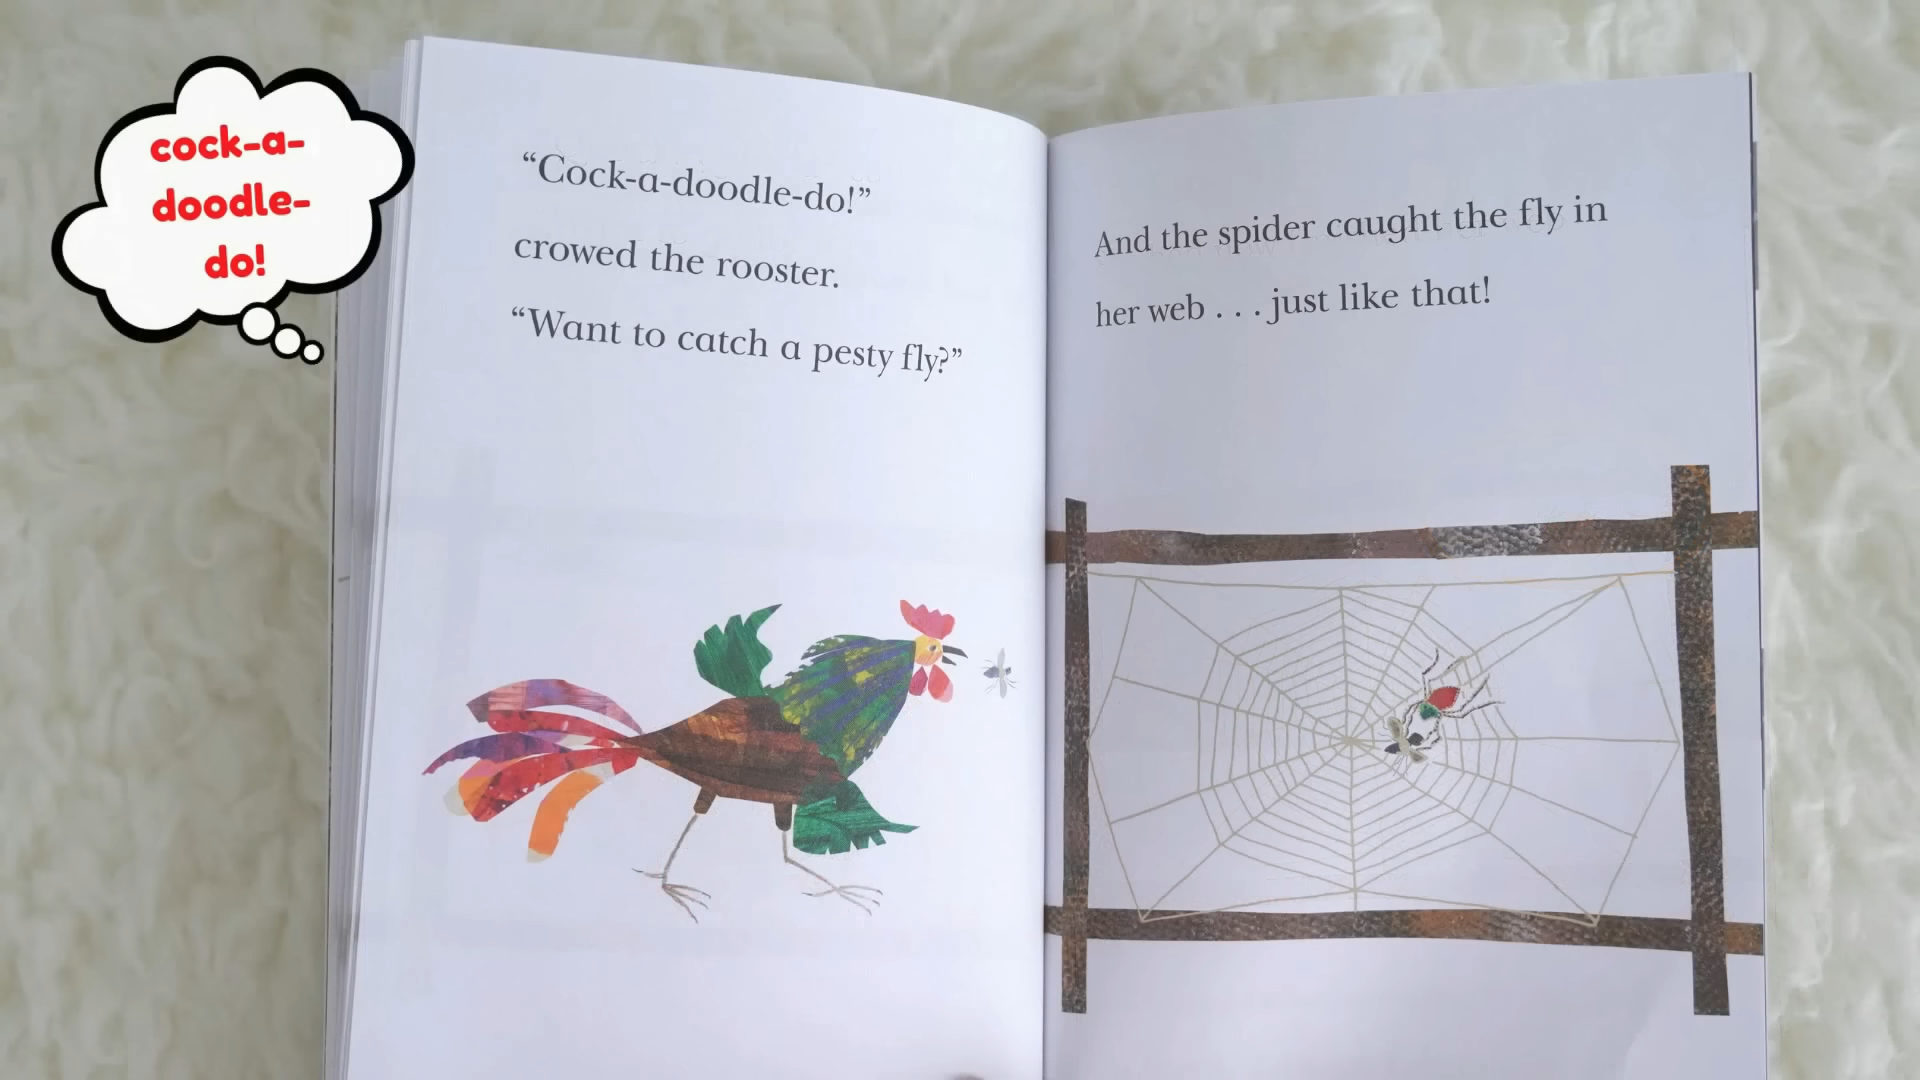 cock-a-
doodle-
do!
“Cock-a-doodle-do!”
crowed the rooster.
“Want to catch a pesty fly?”
And the spider caught the fly in
her web . . . just like that!